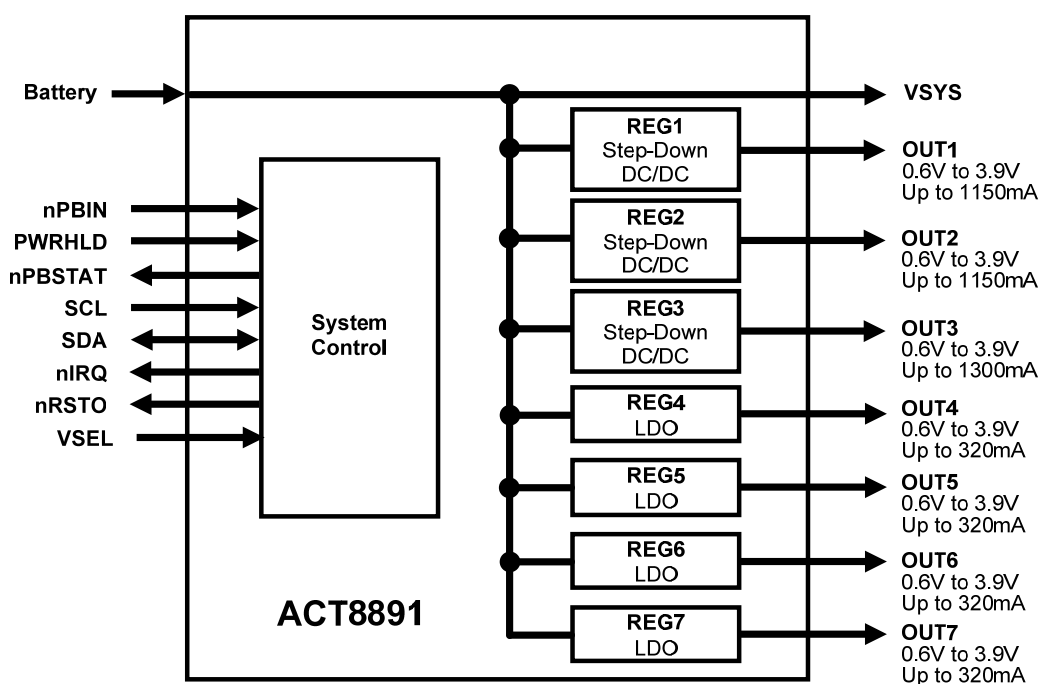 Battery
nPBIN
PWRHLD
nPBSTAT
SCL
SDA
nIRQ
nRSTO
VSEL
System
Control
ACT8891
REG1
Step-Down
DC/DC
REG2
Step-Down
DC/DC
REG3
Step-Down
DC/DC
REG4
LDO
REG5
LDO
REG6
LDO
REG7
LDO
VSYS
OUT1
0.6V to 3.9V
Up to 1150mA
OUT2
0.6V to 3.9V
Up to 1150mA
OUT3
0.6V to 3.9V
Up to 1300mA
OUT4
0.6V to 3.9V
Up to 320mA
OUT5
0.6V to 3.9V
Up to 320mA
OUT6
0.6V to 3.9V
Up to 320mA
OUT7
0.6V to 3.9V
Up to 320mA